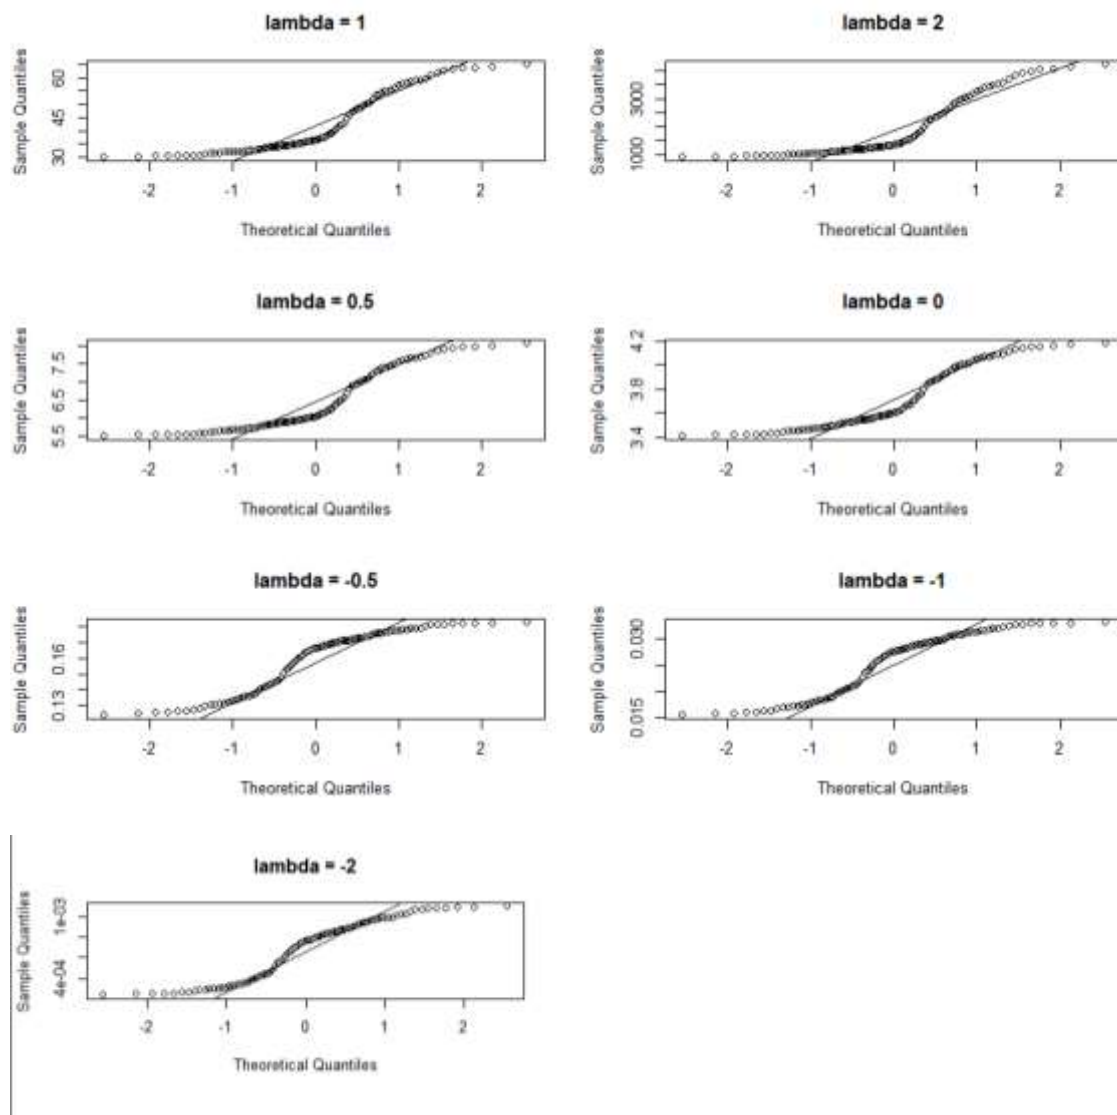 lambda = 1
Sample Quantiles
60
45
30
-2 -1 0 1 2
Theoretical Quantiles
lambda = 2
Sample Quantiles
3000
1000
-2 -1 0 1 2
Theoretical Quantiles
lambda = 0.5
Sample Quantiles
7.5
6.5
5.5
-2 -1 0 1 2
Theoretical Quantiles
lambda = 0
Sample Quantiles
4.2
3.8
3.4
-2 -1 0 1 2
Theoretical Quantiles
lambda = -0.5
Sample Quantiles
0.16
0.13
-2 -1 0 1 2
Theoretical Quantiles
lambda = -1
Sample Quantiles
0.030
0.015
-2 -1 0 1 2
Theoretical Quantiles
lambda = -2
Sample Quantiles
1e-03
4e-04
-2 -1 0 1 2
Theoretical Quantiles